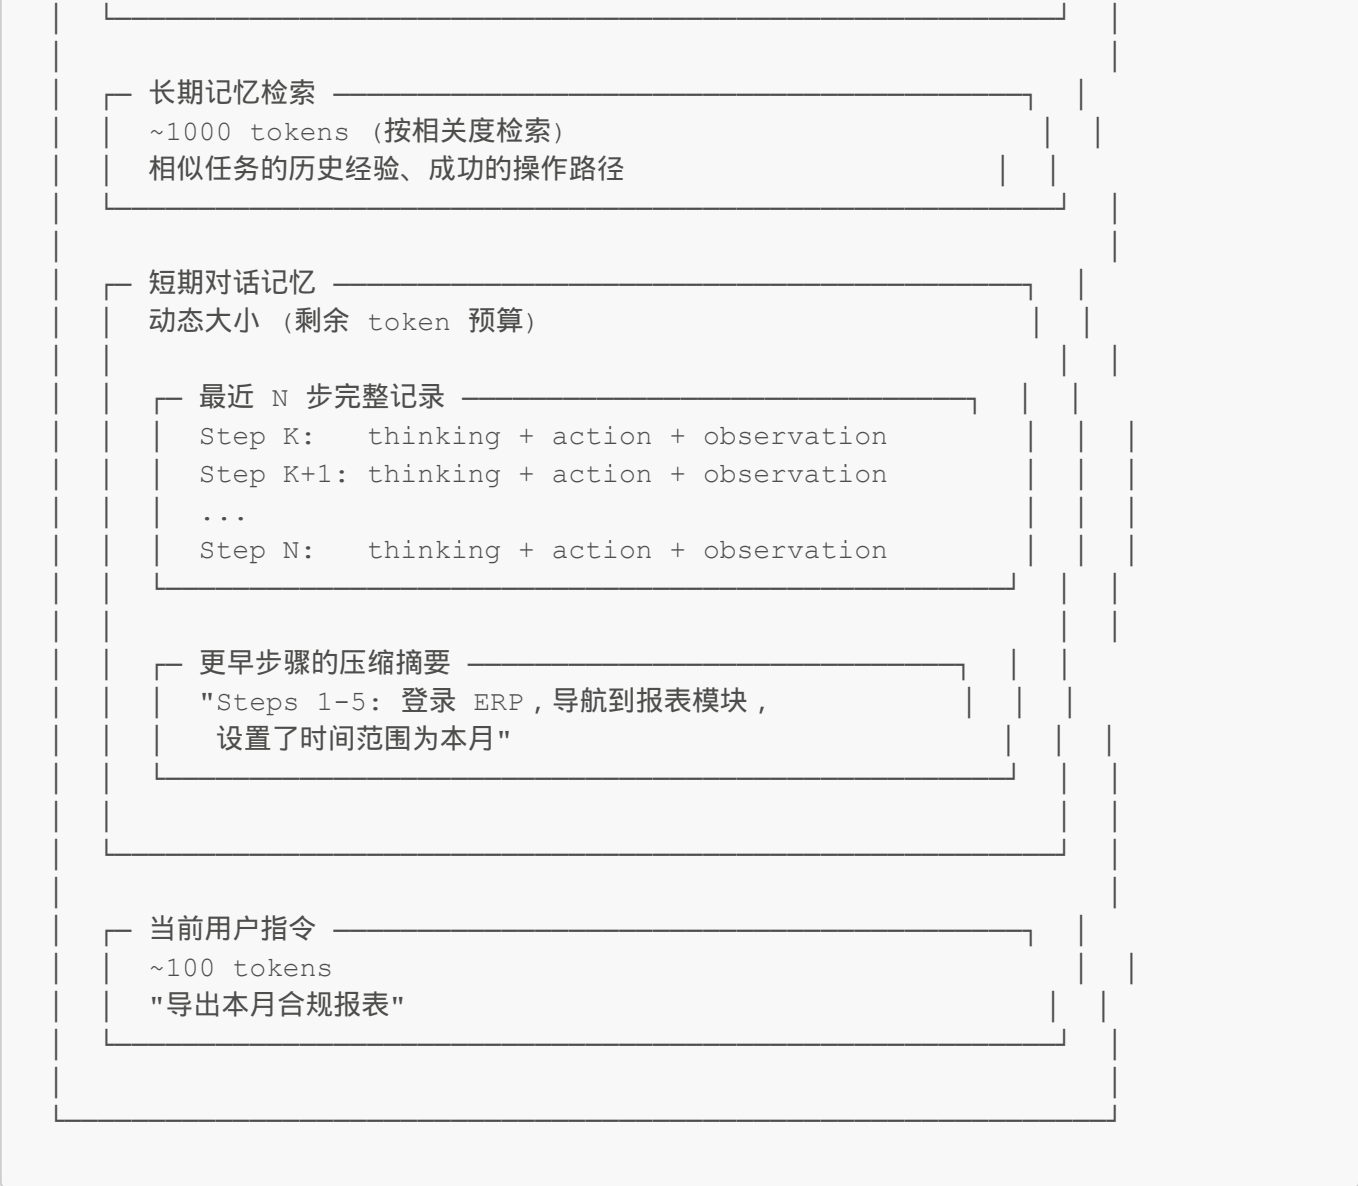 长期记忆检索
~1000 tokens (按相关度检索)
相似任务的历史经验、成功的操作路径
短期对话记忆
动态大小 (剩余 token 预算)
最近 N 步完整记录
Step K:   thinking + action + observation
Step K+1: thinking + action + observation
...
Step N:   thinking + action + observation
更早步骤的压缩摘要
"Steps 1-5: 登录 ERP，导航到报表模块，
设置了时间范围为本月"
当前用户指令
~100 tokens
"导出本月合规报表"